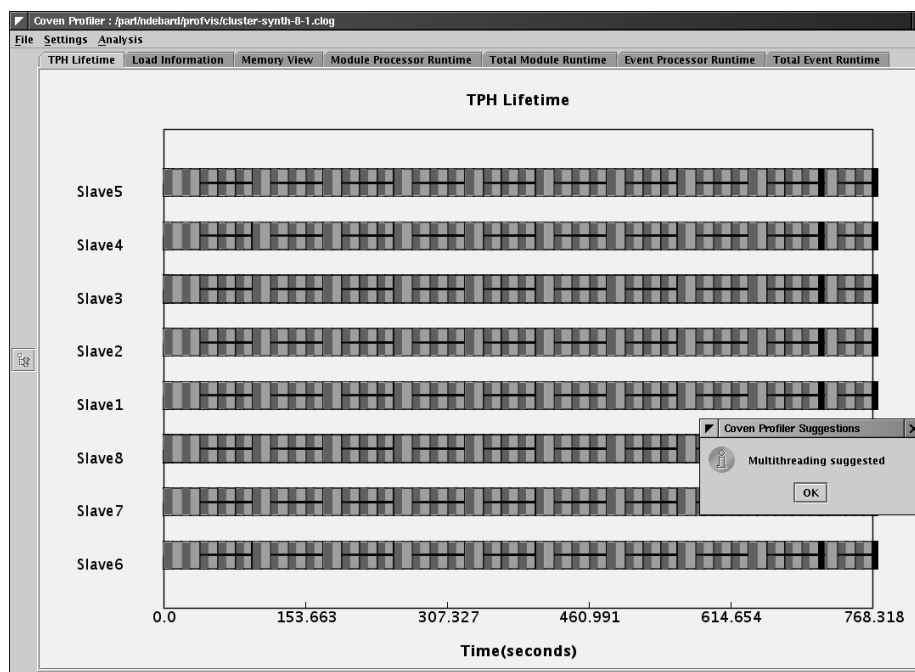 Coven Profiler : /parl/ndebard/profvis/cluster-synth-8-1.clog
File Settings Analysis
TPH Lifetime Load Information Memory View Module Processor Runtime Total Module Runtime Event Processor Runtime Total Event Runtime
TPH Lifetime
Slave5
Slave4
Slave3
Slave2
Slave1
Slave8
Slave7
Slave6
Coven Profiler Suggestions
Multithreading suggested
OK
0.0 153.663 307.327 460.991 614.654 768.318
Time(seconds)